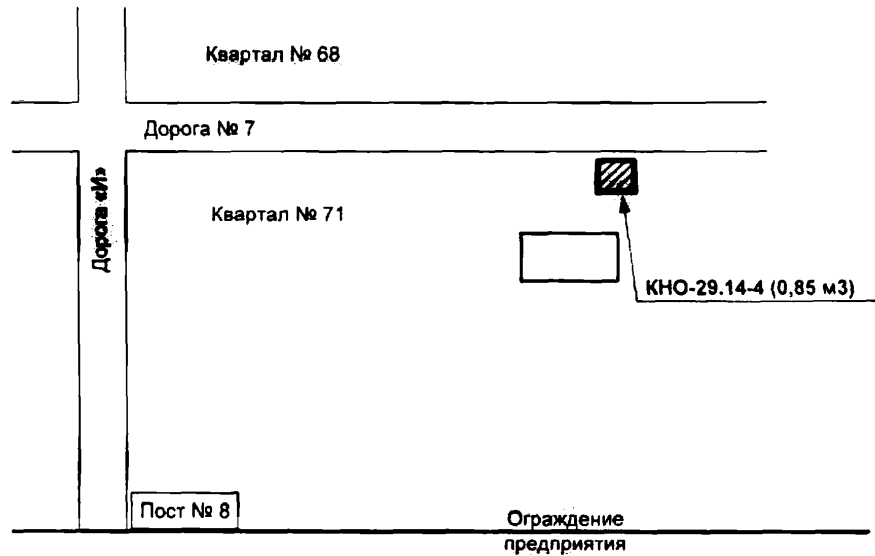 Квартал № 68
Дорога № 7
Дорога «И»
Квартал № 71
КНО-29.14-4 (0,85 м3)
Пост № 8
Ограждение
предприятия